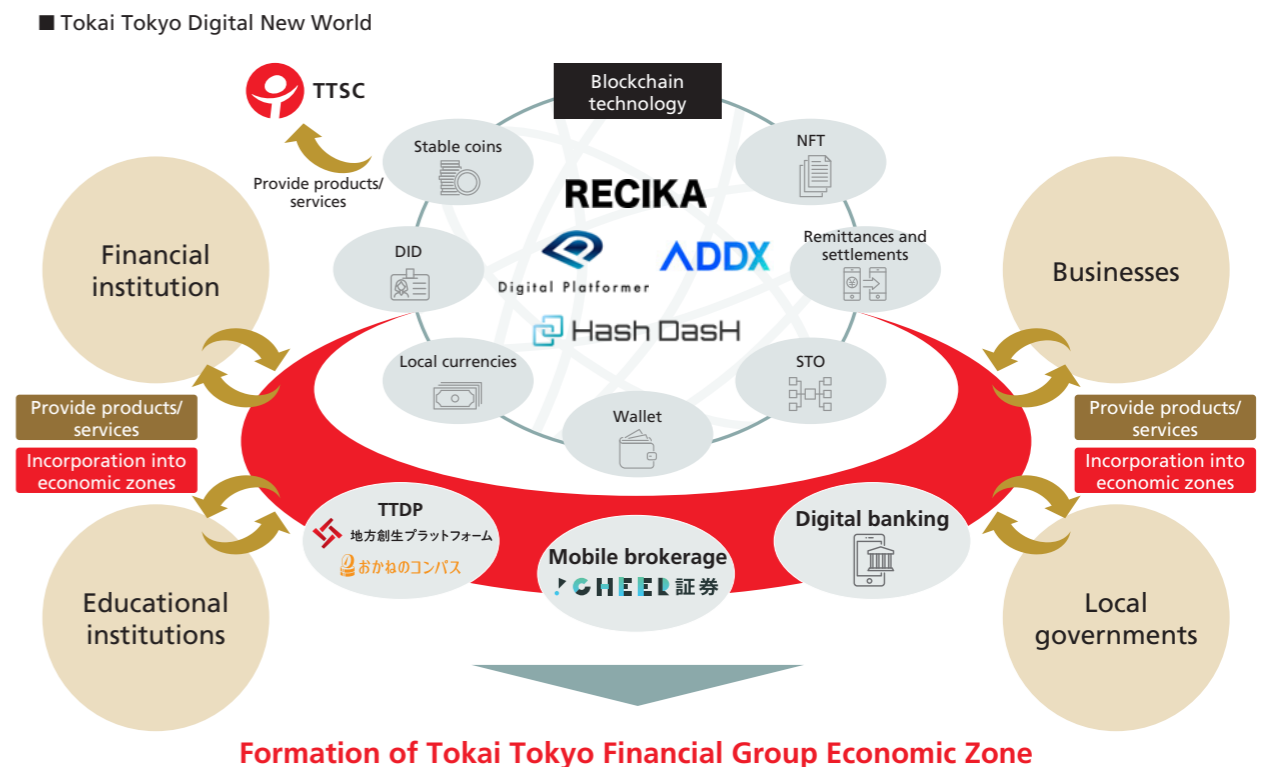 ■ Tokai Tokyo Digital New World
TTSC
Blockchain
technology
Stable coins
NFT
Provide products/
services
RECIKA
Financial
institution
DID
Digital Platformer
ADDX
Remittances and
settlements
Businesses
Hash DasH
Local currencies
STO
Wallet
Provide products/
services
Incorporation into
economic zones
Provide products/
services
Incorporation into
economic zones
TTDP
地方創生プラットフォーム
おかねのコンパス
Mobile brokerage
CHEER証券
Digital banking
Educational
institutions
Local
governments
Formation of Tokai Tokyo Financial Group Economic Zone